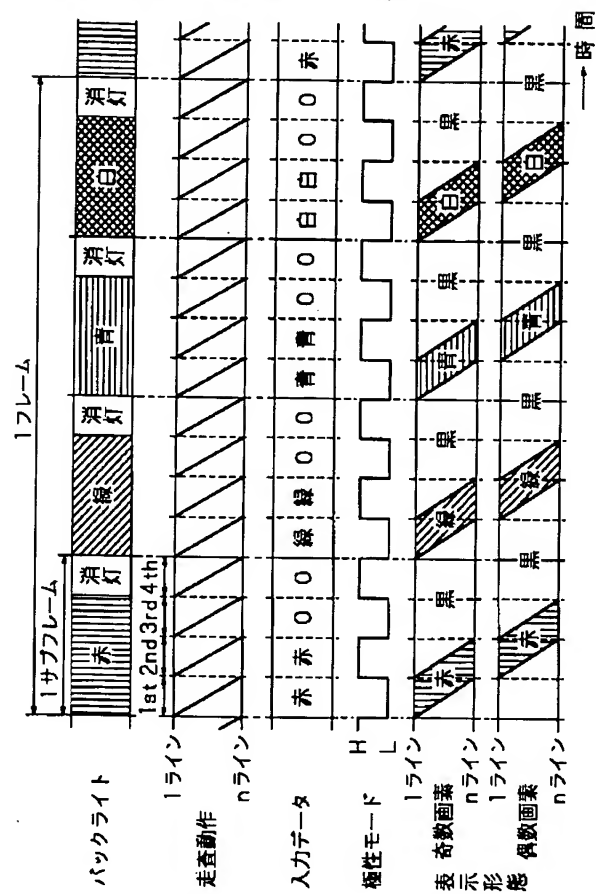 1フレーム
1サブフレーム
バックライト 赤 消灯 緑 消灯 青 消灯 白 消灯
1st 2nd 3rd 4th
1ライン
走査動作
nライン
入力データ 赤 赤 0 0 緑 緑 0 0 青 青 0 0 白 白 0 0 赤
H
極性モード
L
1ライン
奇数画素 赤 黒 緑 黒 青 黒 白 黒 赤
nライン
表示形態
1ライン
偶数画素 赤 黒 緑 黒 青 黒 白 黒
nライン
時間